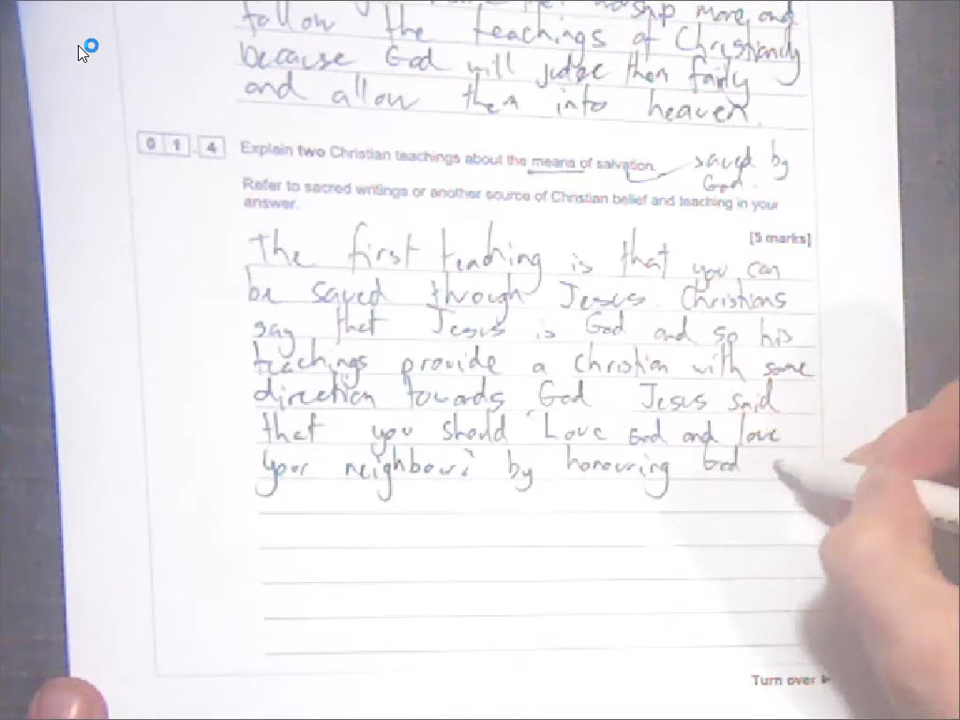 worship more, and
follow the teachings of Christianity
because God will judge them fairly
and allow them into heaven.
0 1 . 4 Explain two Christian teachings about the means of salvation. saved by
God.
Refer to sacred writings or another source of Christian belief and teaching in your
answer.
[5 marks]
The first teaching is that you can
be saved through Jesus. Christians
say that Jesus is God and so his
teachings provide a Christian with some
direction towards God Jesus said
that you should 'Love God and love
your neighbour' by honouring God
Turn over